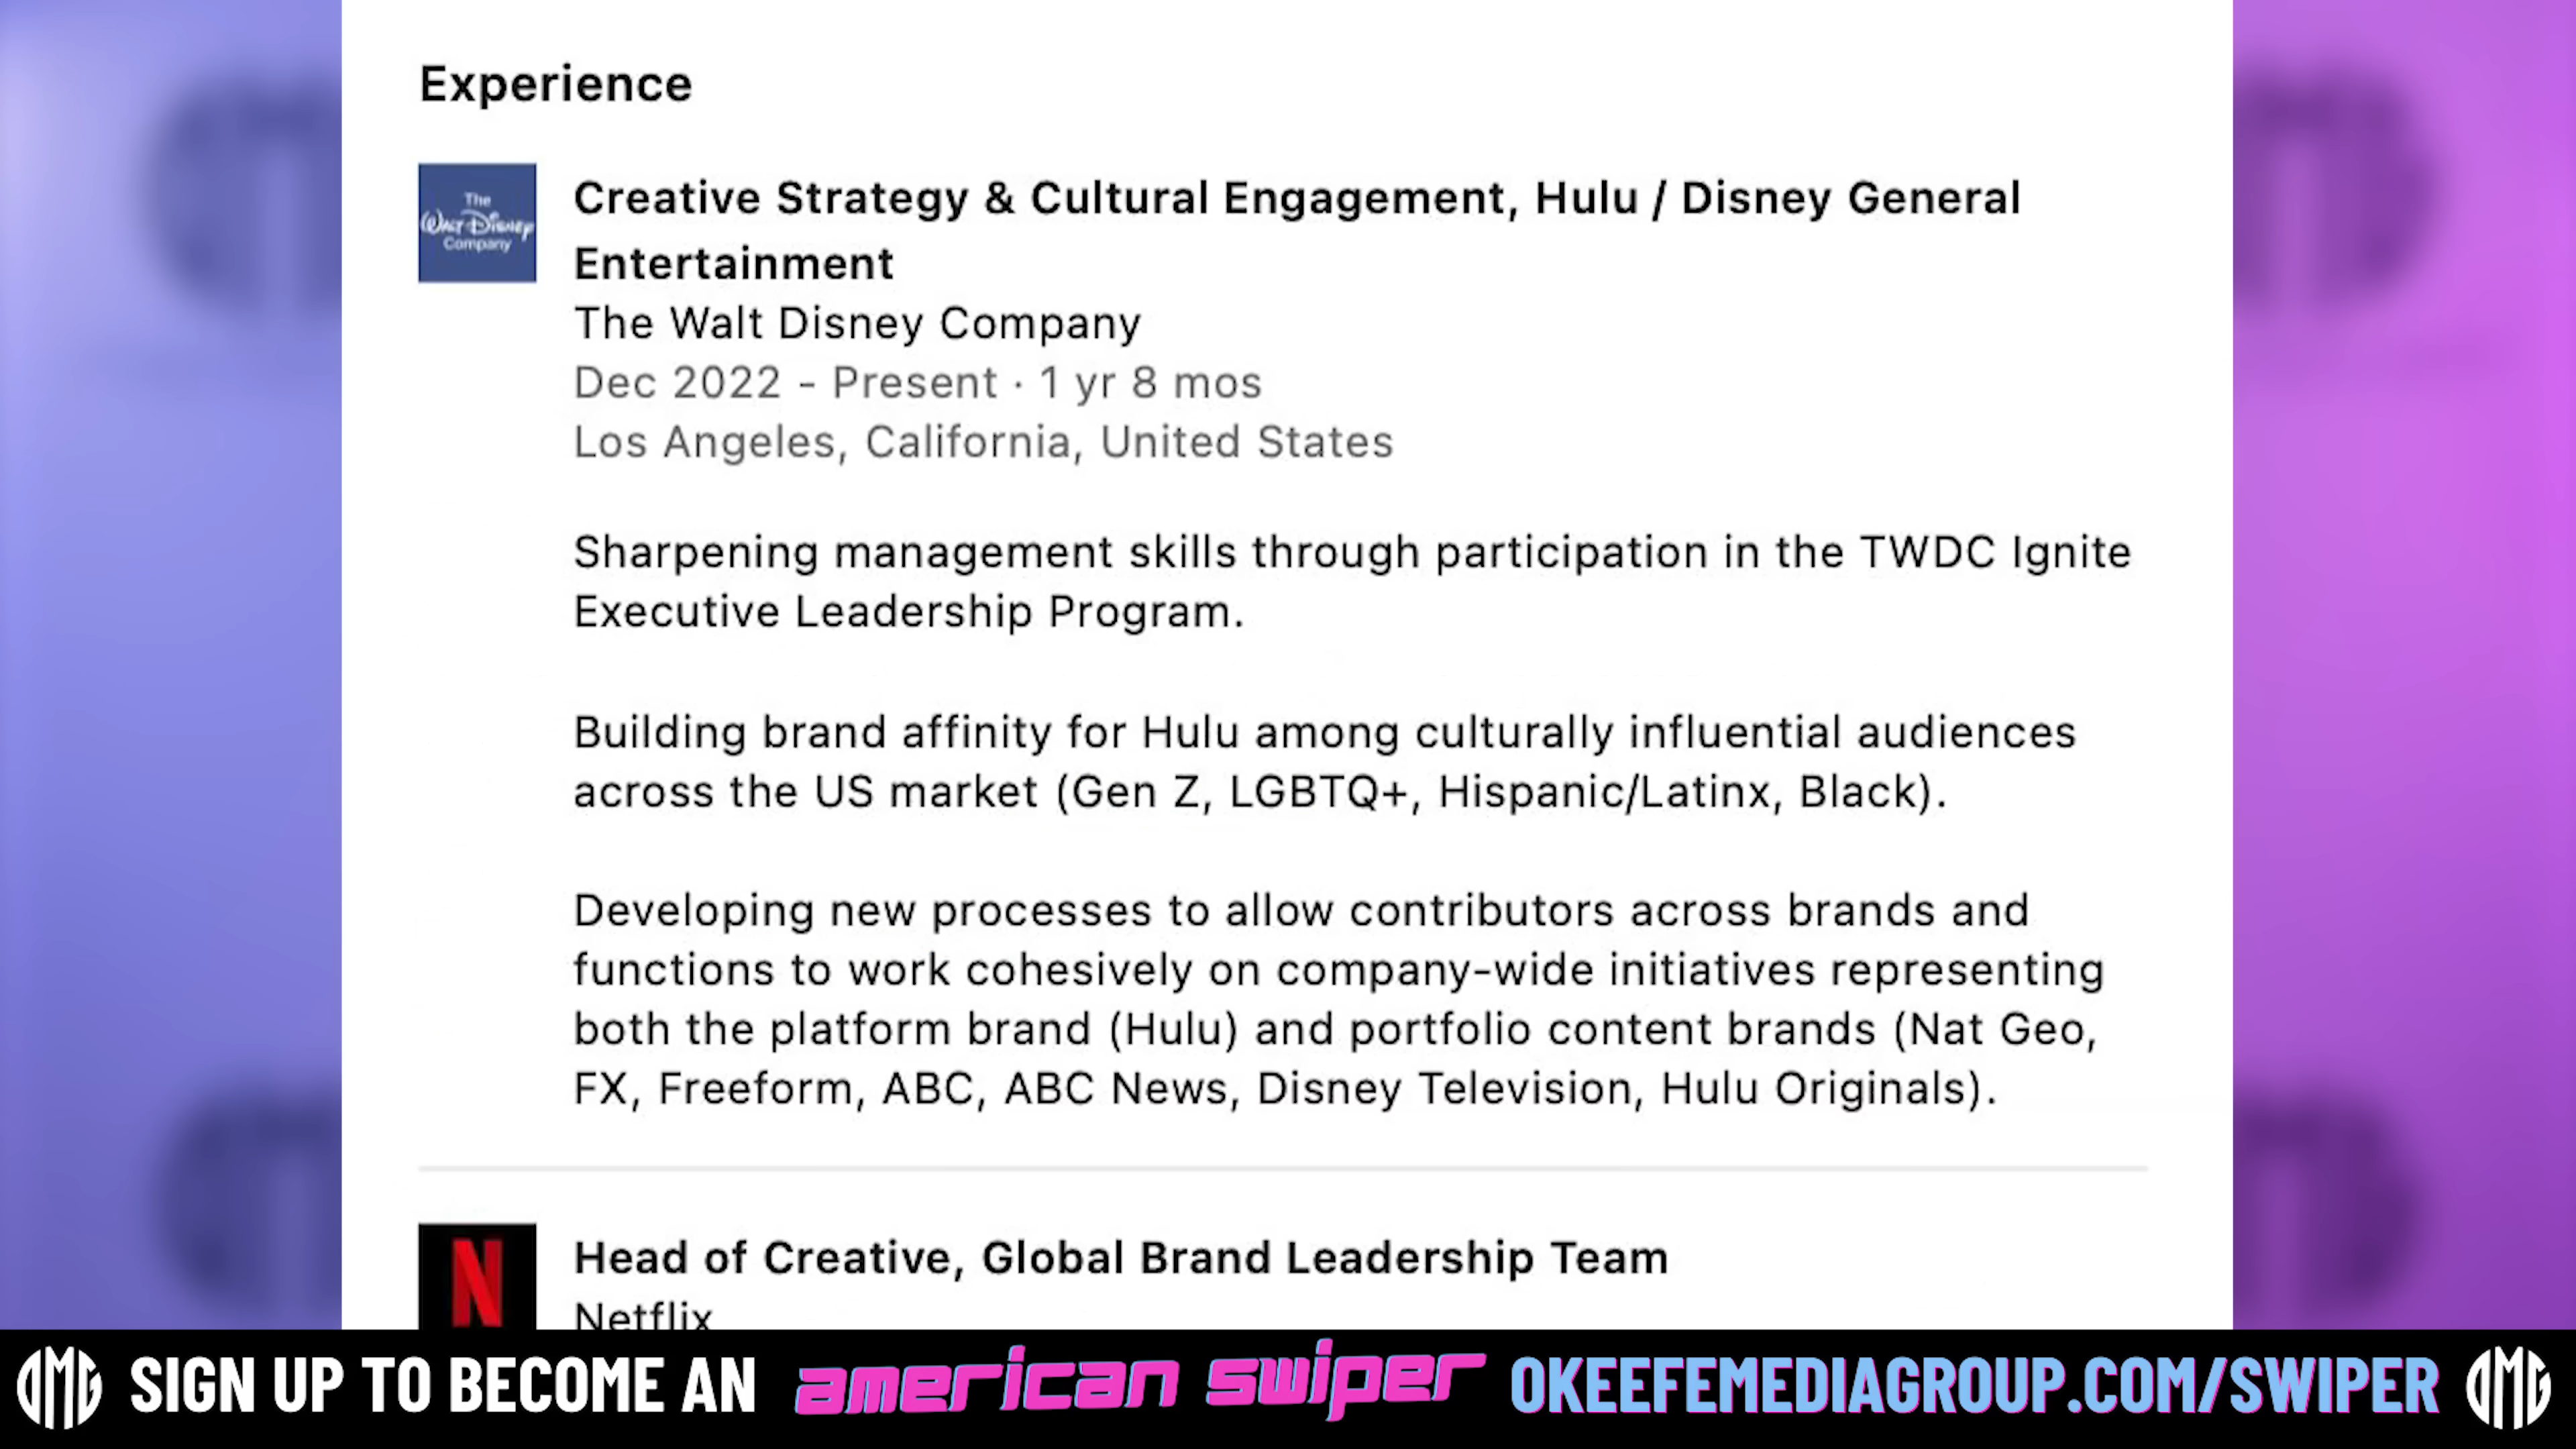 Experience
The
Walt Disney
Company
Creative Strategy & Cultural Engagement, Hulu / Disney General
Entertainment
The Walt Disney Company
Dec 2022 - Present · 1 yr 8 mos
Los Angeles, California, United States
Sharpening management skills through participation in the TWDC Ignite
Executive Leadership Program.
Building brand affinity for Hulu among culturally influential audiences
across the US market (Gen Z, LGBTQ+, Hispanic/Latinx, Black).
Developing new processes to allow contributors across brands and
functions to work cohesively on company-wide initiatives representing
both the platform brand (Hulu) and portfolio content brands (Nat Geo,
FX, Freeform, ABC, ABC News, Disney Television, Hulu Originals).
N
Head of Creative, Global Brand Leadership Team
Netflix
OMG SIGN UP TO BECOME AN american swiper OKEEFEMEDIAGROUP.COM/SWIPER OMG